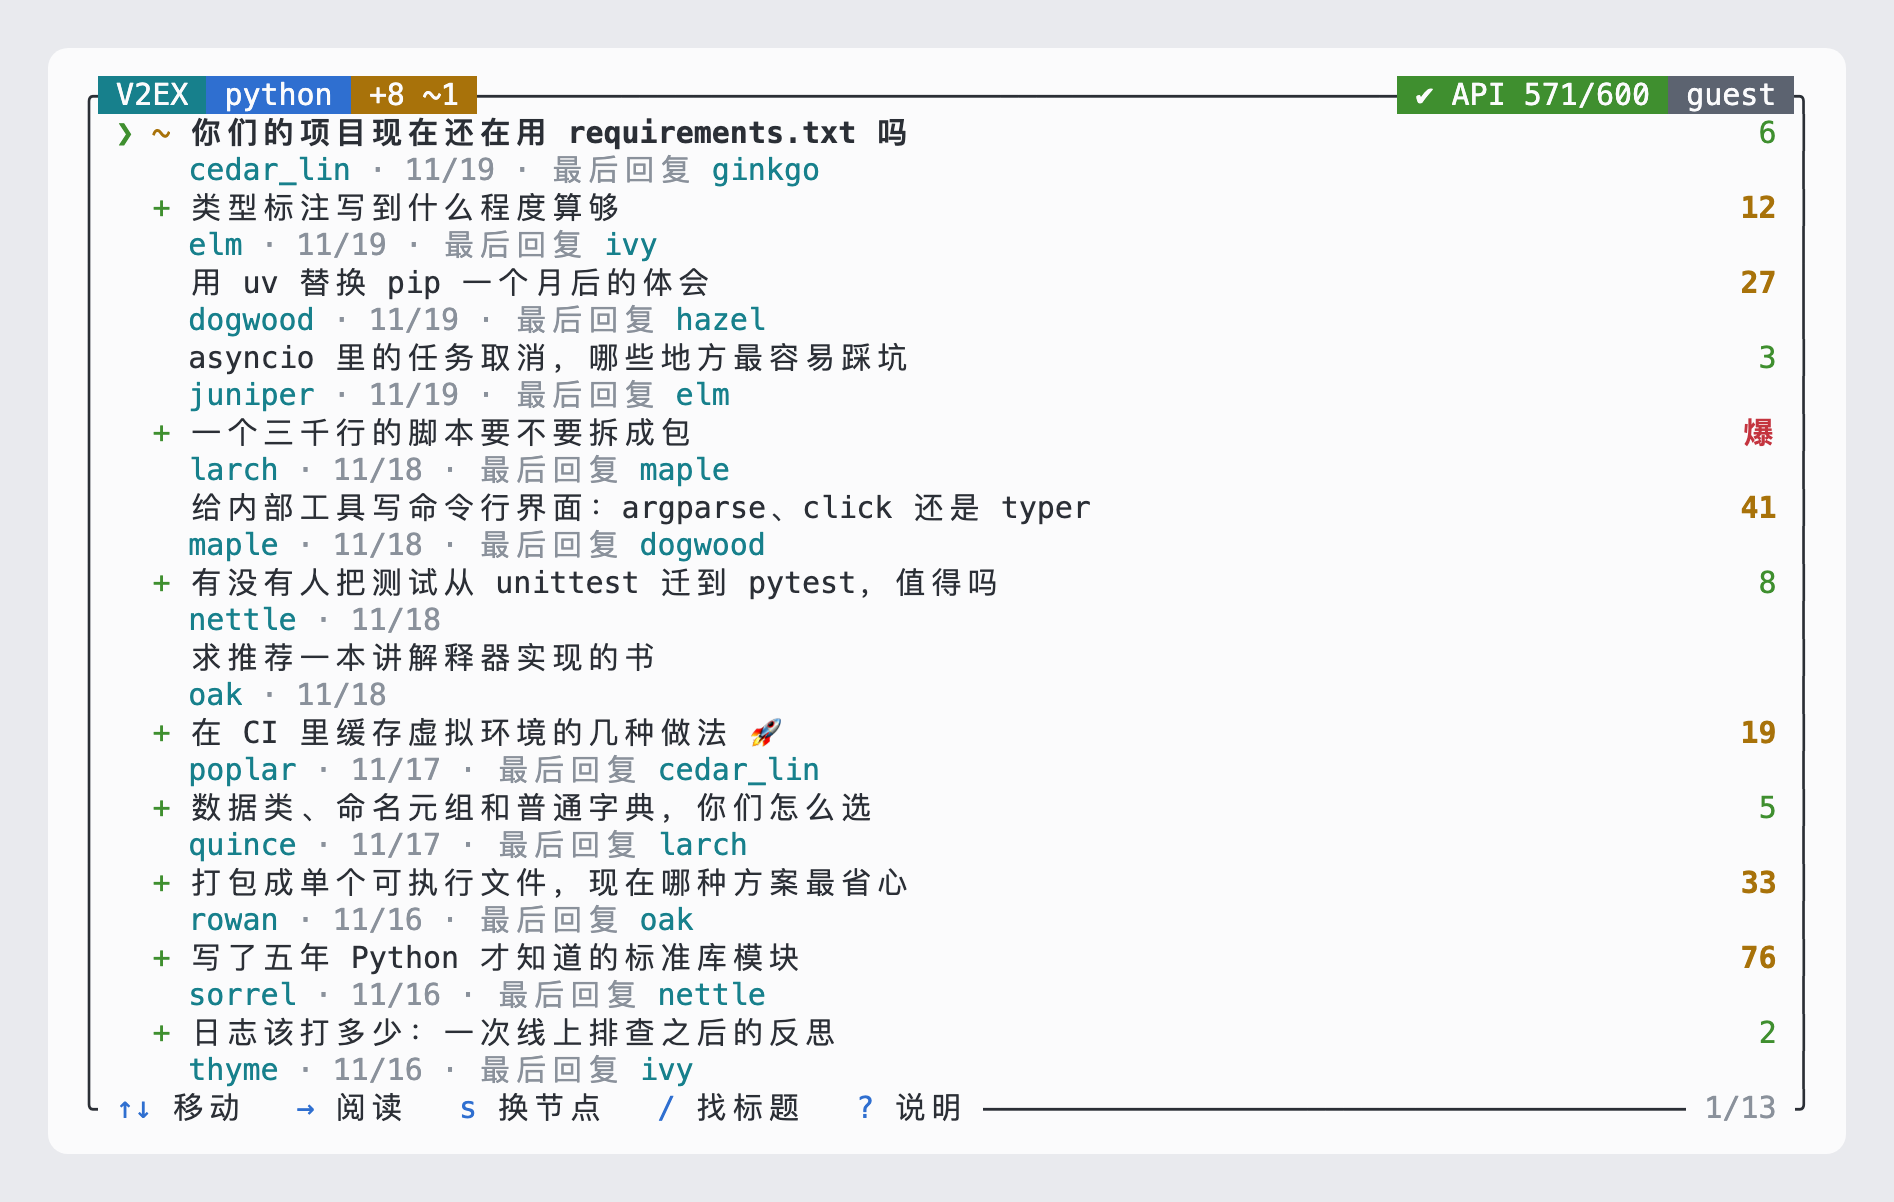 V2EX python +8 ~1 ✔ API 571/600 guest
❯ ~ 你们的项目现在还在用 requirements.txt 吗 6
cedar_lin · 11/19 · 最后回复 ginkgo
+ 类型标注写到什么程度算够 12
elm · 11/19 · 最后回复 ivy
用 uv 替换 pip 一个月后的体会 27
dogwood · 11/19 · 最后回复 hazel
asyncio 里的任务取消，哪些地方最容易踩坑 3
juniper · 11/19 · 最后回复 elm
+ 一个三千行的脚本要不要拆成包 爆
larch · 11/18 · 最后回复 maple
给内部工具写命令行界面：argparse、click 还是 typer 41
maple · 11/18 · 最后回复 dogwood
+ 有没有人把测试从 unittest 迁到 pytest，值得吗 8
nettle · 11/18
求推荐一本讲解释器实现的书
oak · 11/18
+ 在 CI 里缓存虚拟环境的几种做法 🚀 19
poplar · 11/17 · 最后回复 cedar_lin
+ 数据类、命名元组和普通字典，你们怎么选 5
quince · 11/17 · 最后回复 larch
+ 打包成单个可执行文件，现在哪种方案最省心 33
rowan · 11/16 · 最后回复 oak
+ 写了五年 Python 才知道的标准库模块 76
sorrel · 11/16 · 最后回复 nettle
+ 日志该打多少：一次线上排查之后的反思 2
thyme · 11/16 · 最后回复 ivy
↑↓ 移动 → 阅读 s 换节点 / 找标题 ? 说明 1/13